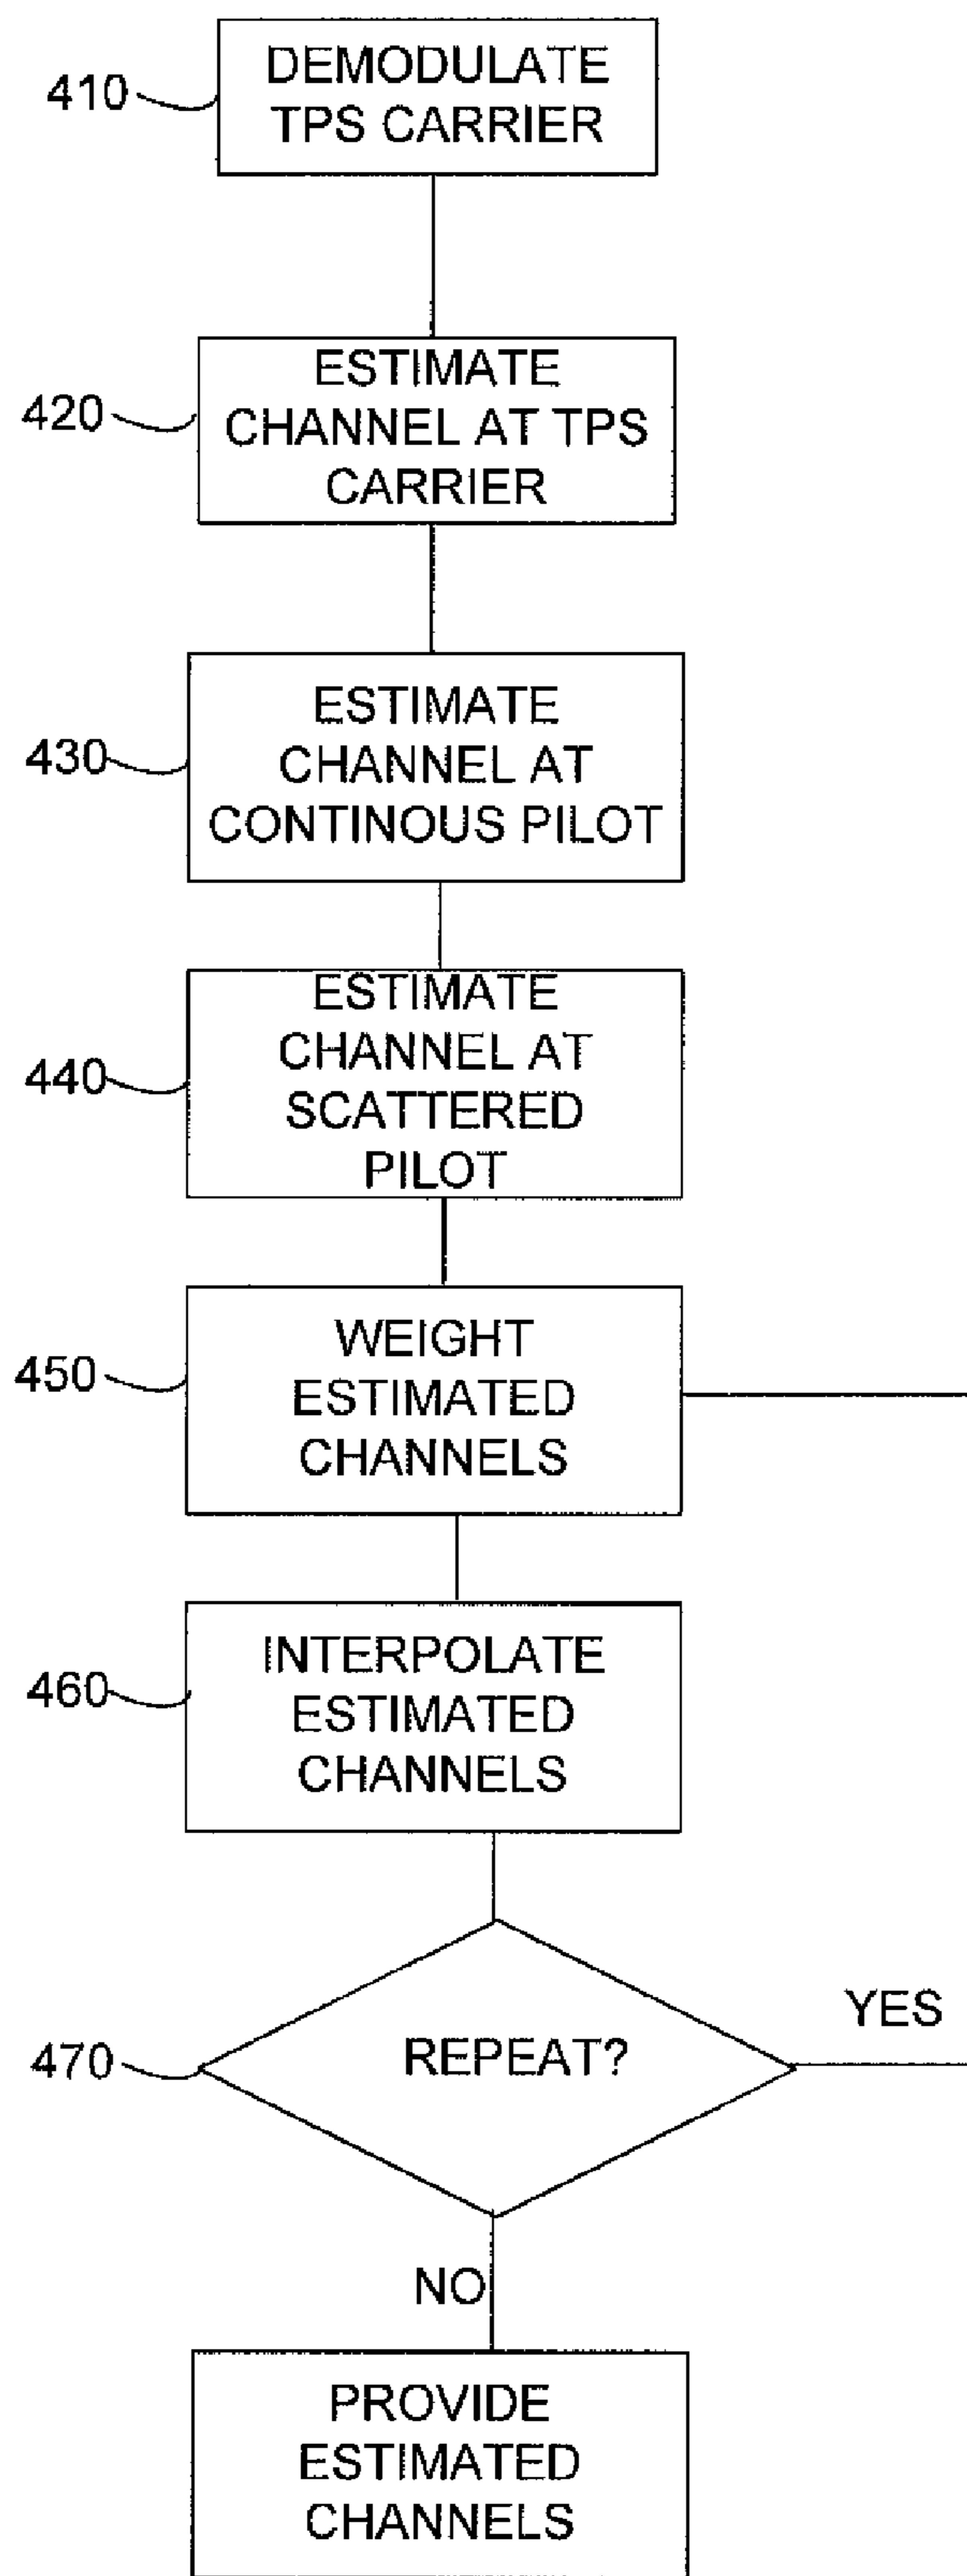 410
DEMODULATE
TPS CARRIER
420
ESTIMATE
CHANNEL AT TPS
CARRIER
430
ESTIMATE
CHANNEL AT
CONTINOUS PILOT
440
ESTIMATE
CHANNEL AT
SCATTERED
PILOT
450
WEIGHT
ESTIMATED
CHANNELS
460
INTERPOLATE
ESTIMATED
CHANNELS
470
REPEAT?
YES
NO
PROVIDE
ESTIMATED
CHANNELS